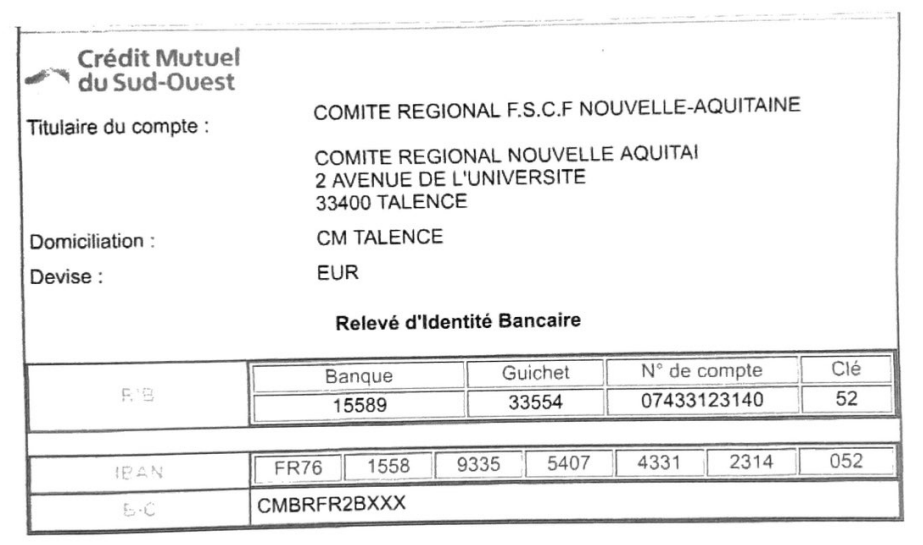 Crédit Mutuel
du Sud-Ouest
Titulaire du compte : COMITE REGIONAL F.S.C.F NOUVELLE-AQUITAINE
COMITE REGIONAL NOUVELLE AQUITAI
2 AVENUE DE L'UNIVERSITE
33400 TALENCE
Domiciliation : CM TALENCE
Devise : EUR
Relevé d'Identité Bancaire
Banque Guichet N° de compte Clé
RIB 15589 33554 07433123140 52
IBAN FR76 1558 9335 5407 4331 2314 052
BIC CMBRFR2BXXX